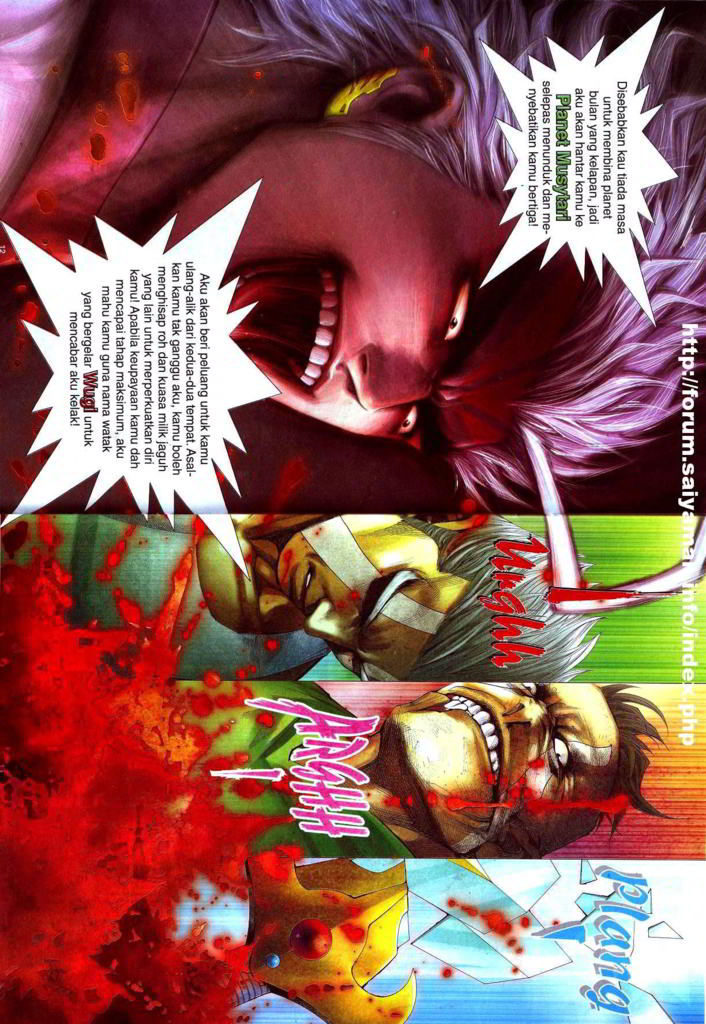 http://forum.saiyaman.info/index.php
Disebabkan kau tiada masa
untuk membina planet
bulan yang kelapan, jadi
aku akan hantar kamu ke
Planet Musytari
selepas menunduk dan me-
nyebatikan kamu bertiga!
Aku akan beri peluang untuk kamu
ulang-alik dari kedua-dua tempat. Asal-
kan kamu tak ganggu aku, kamu boleh
menghisap roh dan kuasa milik jaguh
yang lain untuk merperkuatkan diri
kamu! Apabila keupayaan kamu dah
mencapai tahap maksimum, aku
mahu kamu guna nama watak
yang bergelar Wugi untuk
mencabar aku kelak!
Urghh!
ARGHH!
Plang!
12